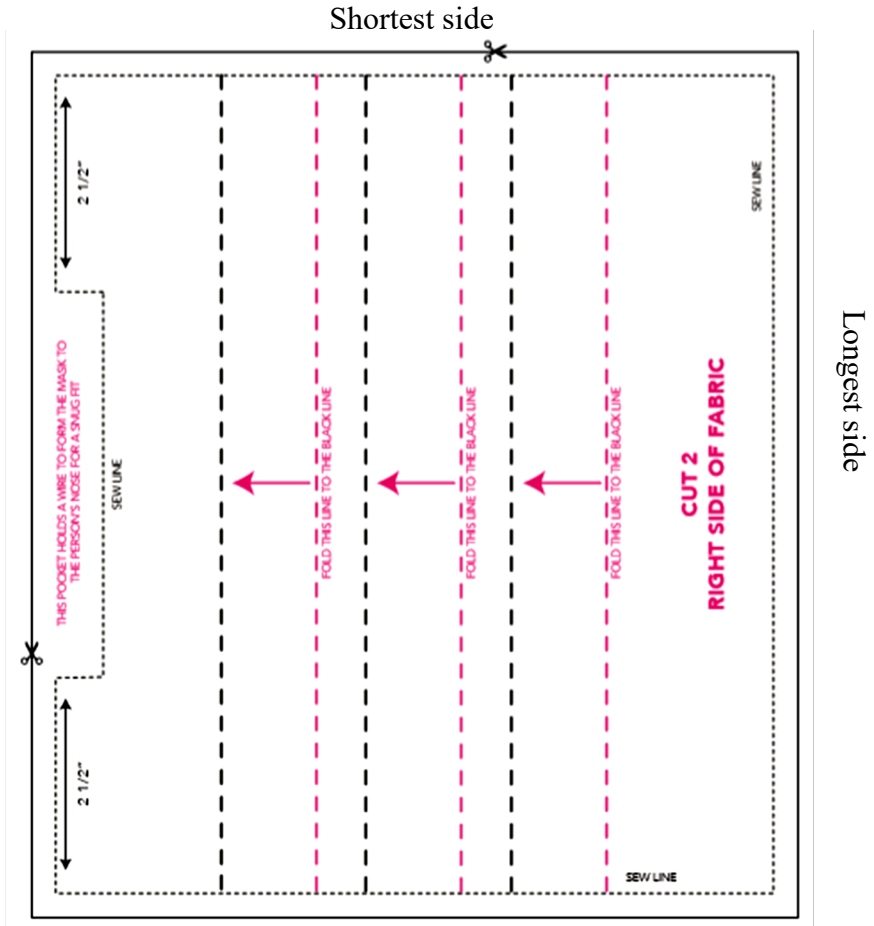 Shortest side
2 1/2"
SEW LINE
THIS POCKET HOLDS A WIRE TO FORM THE MASK TO
THE PERSON'S NOSE FOR A SNUG FIT
SEW LINE
FOLD THIS LINE TO THE BLACK LINE
FOLD THIS LINE TO THE BLACK LINE
FOLD THIS LINE TO THE BLACK LINE
CUT 2
RIGHT SIDE OF FABRIC
Longest side
2 1/2"
SEW LINE